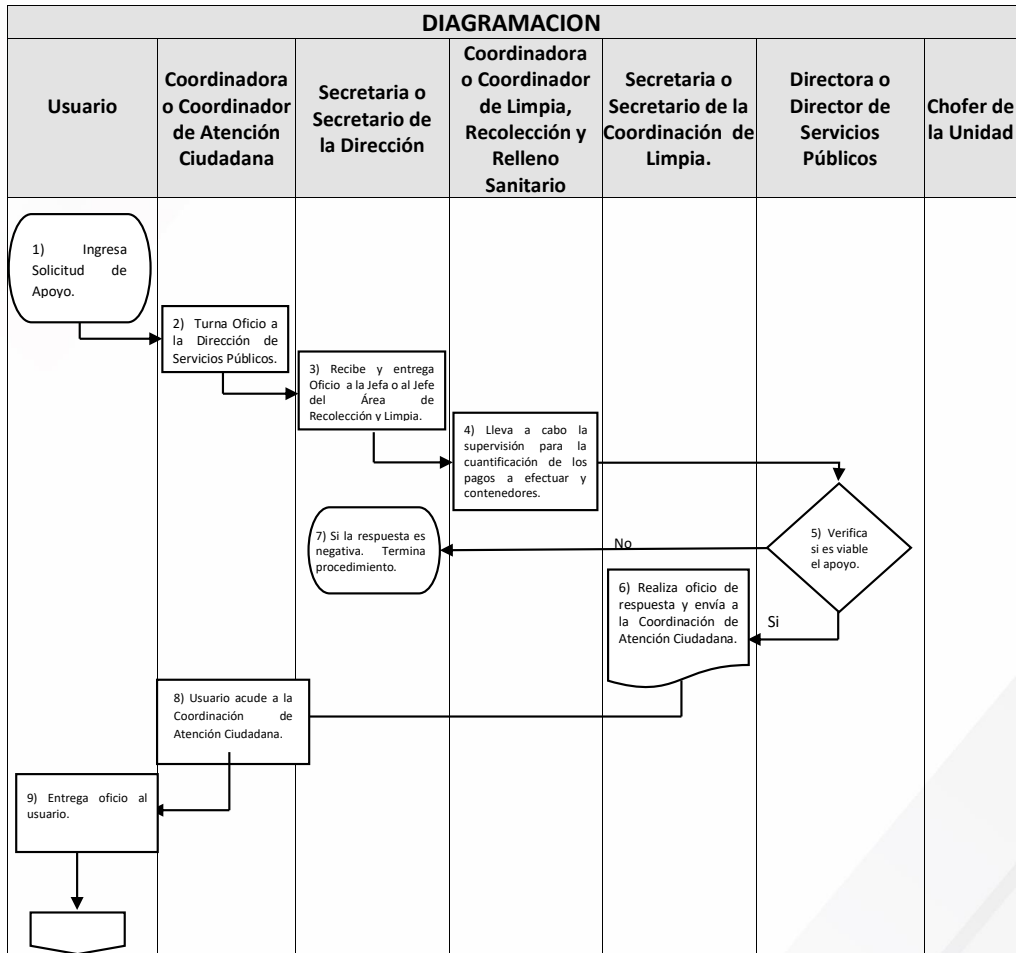 DIAGRAMACION
Usuario
Coordinadora
o Coordinador
de Atención
Ciudadana
Secretaria o
Secretario de
la Dirección
Coordinadora
o Coordinador
de Limpia,
Recolección y
Relleno
Sanitario
Secretaria o
Secretario de la
Coordinación de
Limpia.
Directora o
Director de
Servicios
Públicos
Chofer de
la Unidad
1) Ingresa
Solicitud de
Apoyo.
2) Turna Oficio a
la Dirección de
Servicios Públicos.
3) Recibe y entrega
Oficio a la Jefa o al Jefe
del Área de
Recolección y Limpia.
4) Lleva a cabo la
supervisión para la
cuantificación de los
pagos a efectuar y
contenedores.
5) Verifica
si es viable
el apoyo.
No
7) Si la respuesta es
negativa. Termina
procedimiento.
Si
6) Realiza oficio de
respuesta y envía a
la Coordinación de
Atención Ciudadana.
8) Usuario acude a la
Coordinación de
Atención Ciudadana.
9) Entrega oficio al
usuario.